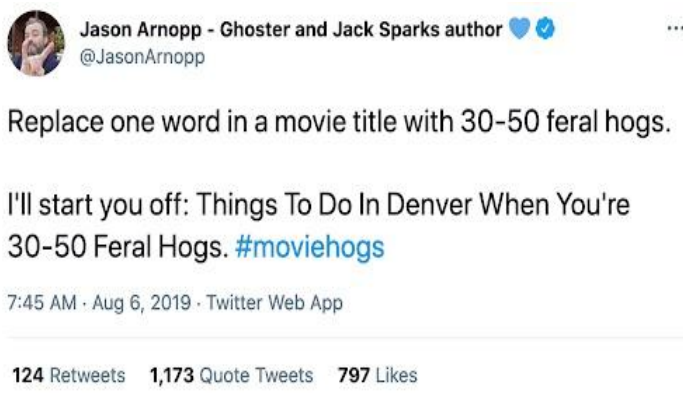 Jason Arnopp - Ghoster and Jack Sparks author 💙
@JasonArnopp
Replace one word in a movie title with 30-50 feral hogs.
I'll start you off: Things To Do In Denver When You're
30-50 Feral Hogs. #moviehogs
7:45 AM · Aug 6, 2019 · Twitter Web App
124 Retweets 1,173 Quote Tweets 797 Likes